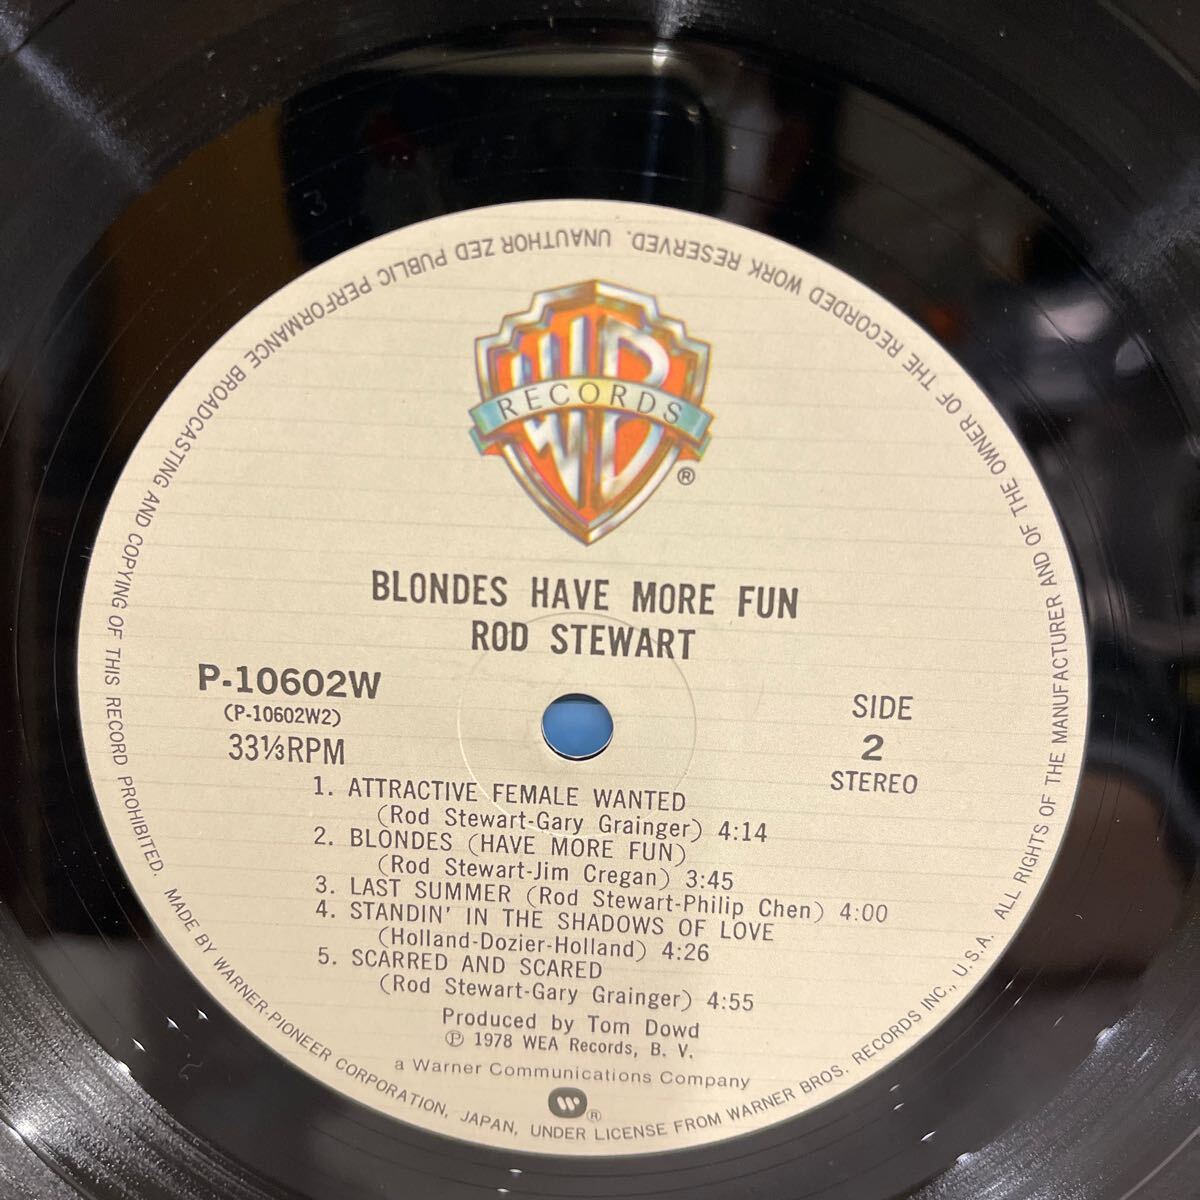 WB
RECORDS
®
BLONDES HAVE MORE FUN
ROD STEWART
P-10602W
(P-10602W2)
33⅓RPM
SIDE
2
STEREO
1. ATTRACTIVE FEMALE WANTED
(Rod Stewart-Gary Grainger) 4:14
2. BLONDES (HAVE MORE FUN)
(Rod Stewart-Jim Cregan) 3:45
3. LAST SUMMER (Rod Stewart-Philip Chen) 4:00
4. STANDIN' IN THE SHADOWS OF LOVE
(Holland-Dozier-Holland) 4:26
5. SCARRED AND SCARED
(Rod Stewart-Gary Grainger) 4:55
Produced by Tom Dowd
Ⓟ 1978 WEA Records, B. V.
a Warner Communications Company
®
MADE BY WARNER-PIONEER CORPORATION, JAPAN, UNDER LICENSE FROM WARNER BROS. RECORDS INC., U.S.A. ALL RIGHTS OF THE MANUFACTURER AND OF THE OWNER OF THE RECORDED WORK RESERVED. UNAUTHOR ZED PUBLIC PERFORMANCE BROADCASTING AND COPYING OF THIS RECORD PROHIBITED.